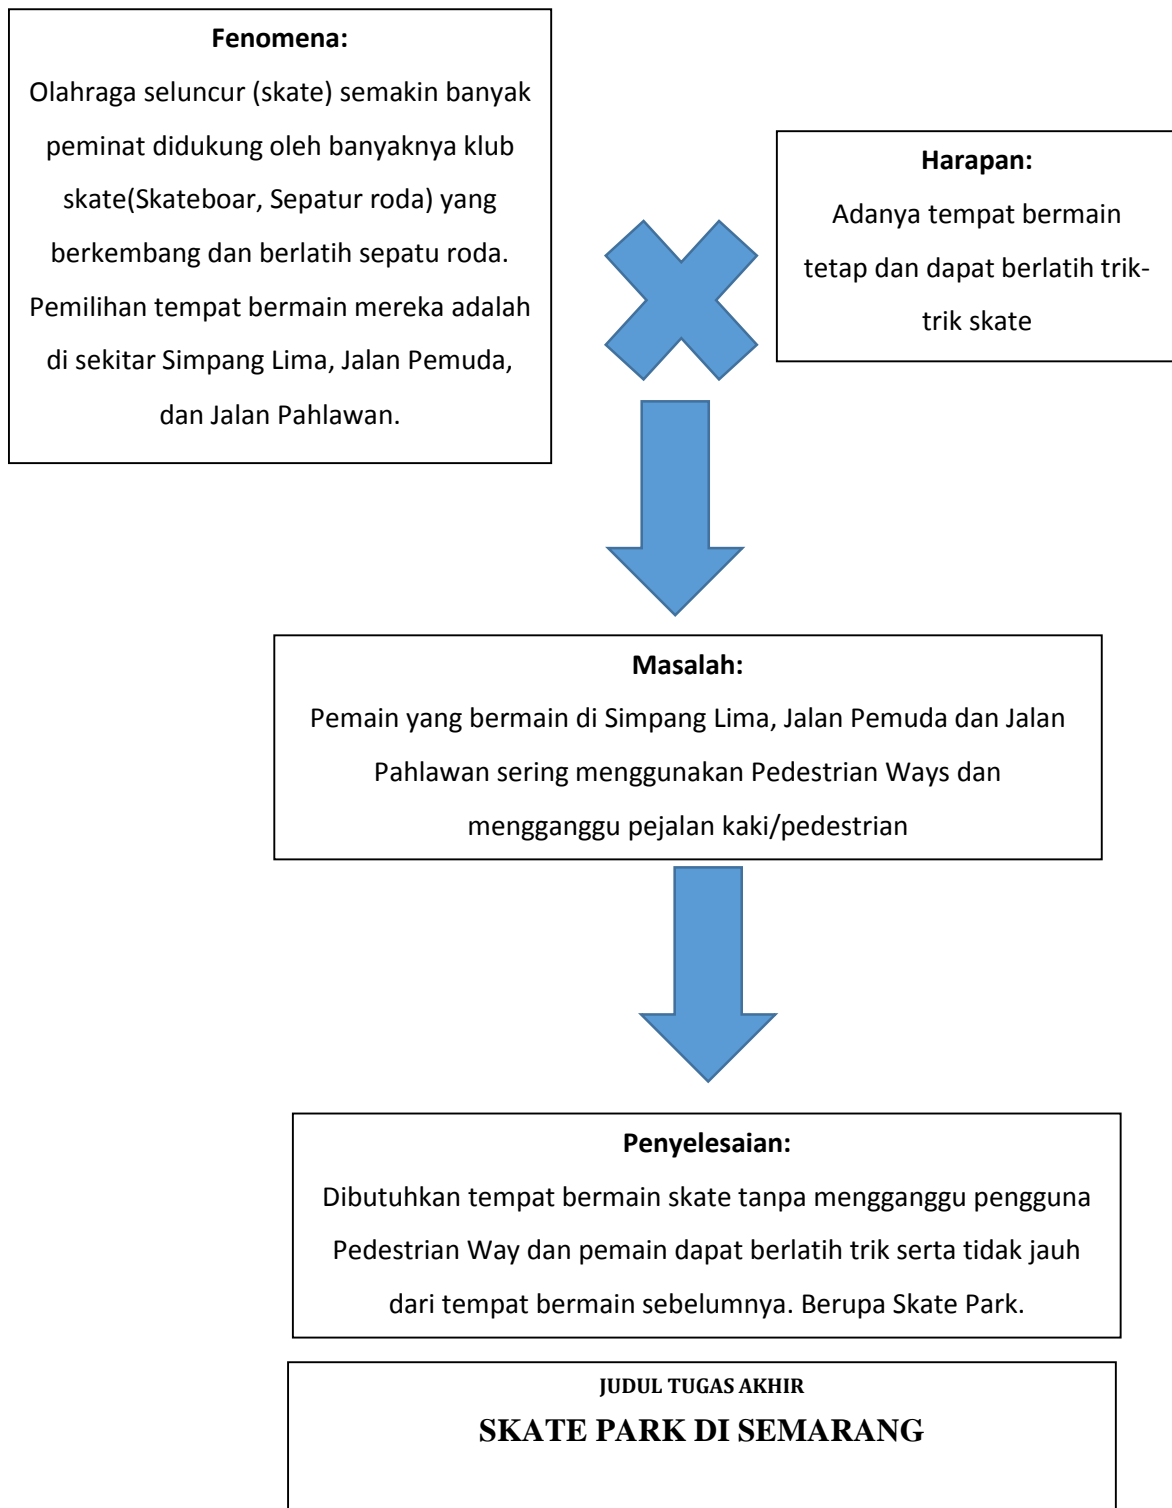 Fenomena:
Olahraga seluncur (skate) semakin banyak
peminat didukung oleh banyaknya klub
skate(Skateboar, Sepatur roda) yang
berkembang dan berlatih sepatu roda.
Pemilihan tempat bermain mereka adalah
di sekitar Simpang Lima, Jalan Pemuda,
dan Jalan Pahlawan.
Harapan:
Adanya tempat bermain
tetap dan dapat berlatih trik-
trik skate
Masalah:
Pemain yang bermain di Simpang Lima, Jalan Pemuda dan Jalan
Pahlawan sering menggunakan Pedestrian Ways dan
mengganggu pejalan kaki/pedestrian
Penyelesaian:
Dibutuhkan tempat bermain skate tanpa mengganggu pengguna
Pedestrian Way dan pemain dapat berlatih trik serta tidak jauh
dari tempat bermain sebelumnya. Berupa Skate Park.
JUDUL TUGAS AKHIR
SKATE PARK DI SEMARANG